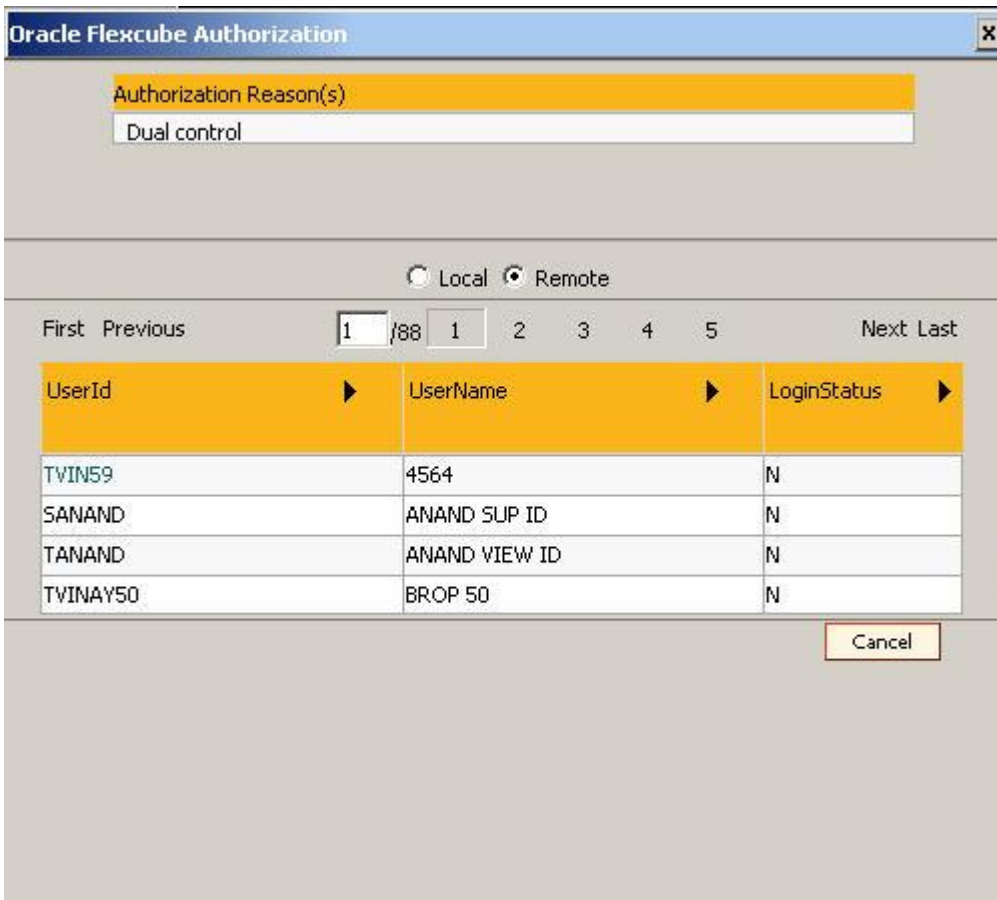 Oracle Flexcube Authorization
Authorization Reason(s)
Dual control
Local Remote
First Previous 1 /88 1 2 3 4 5 Next Last
UserId UserName LoginStatus
TVIN59 4564 N
SANAND ANAND SUP ID N
TANAND ANAND VIEW ID N
TVINAY50 BROP 50 N
Cancel